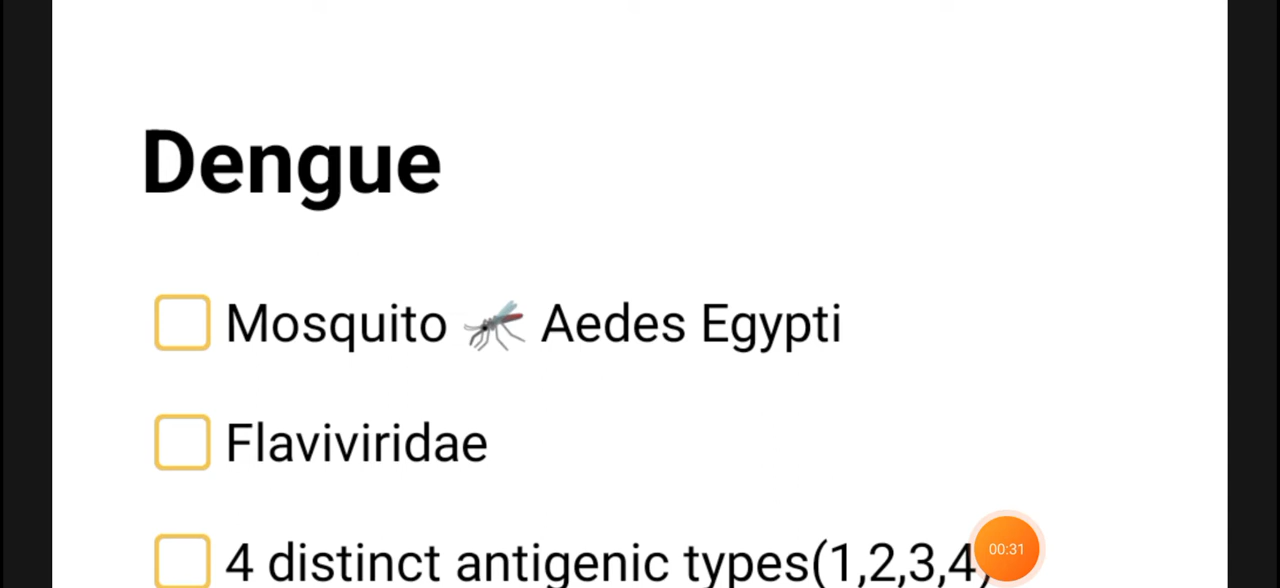 Dengue
Mosquito 🦟 Aedes Egypti
Flaviviridae
4 distinct antigenic types(1,2,3,4)
00:31